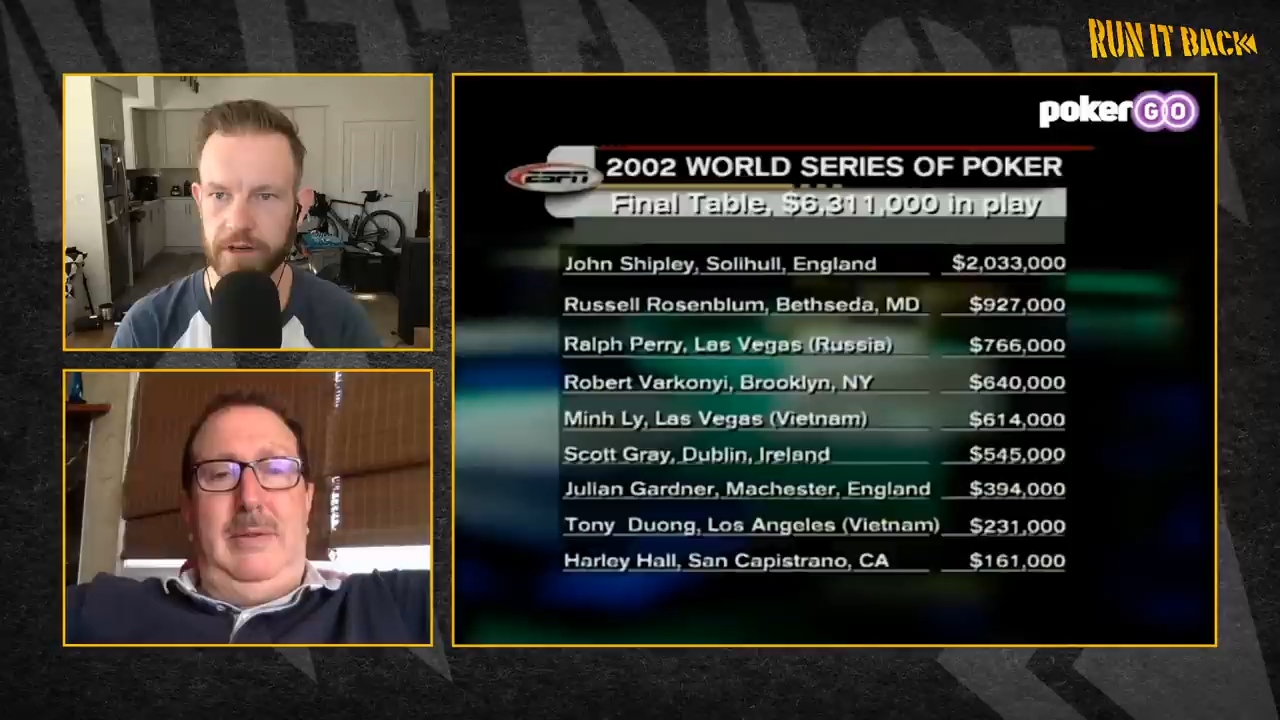 RUN IT BACK
pokerGO
ESPN
2002 WORLD SERIES OF POKER
Final Table, $6,311,000 in play
John Shipley, Solihull, England $2,033,000
Russell Rosenblum, Bethseda, MD $927,000
Ralph Perry, Las Vegas (Russia) $766,000
Robert Varkonyi, Brooklyn, NY $640,000
Minh Ly, Las Vegas (Vietnam) $614,000
Scott Gray, Dublin, Ireland $545,000
Julian Gardner, Machester, England $394,000
Tony Duong, Los Angeles (Vietnam) $231,000
Harley Hall, San Capistrano, CA $161,000